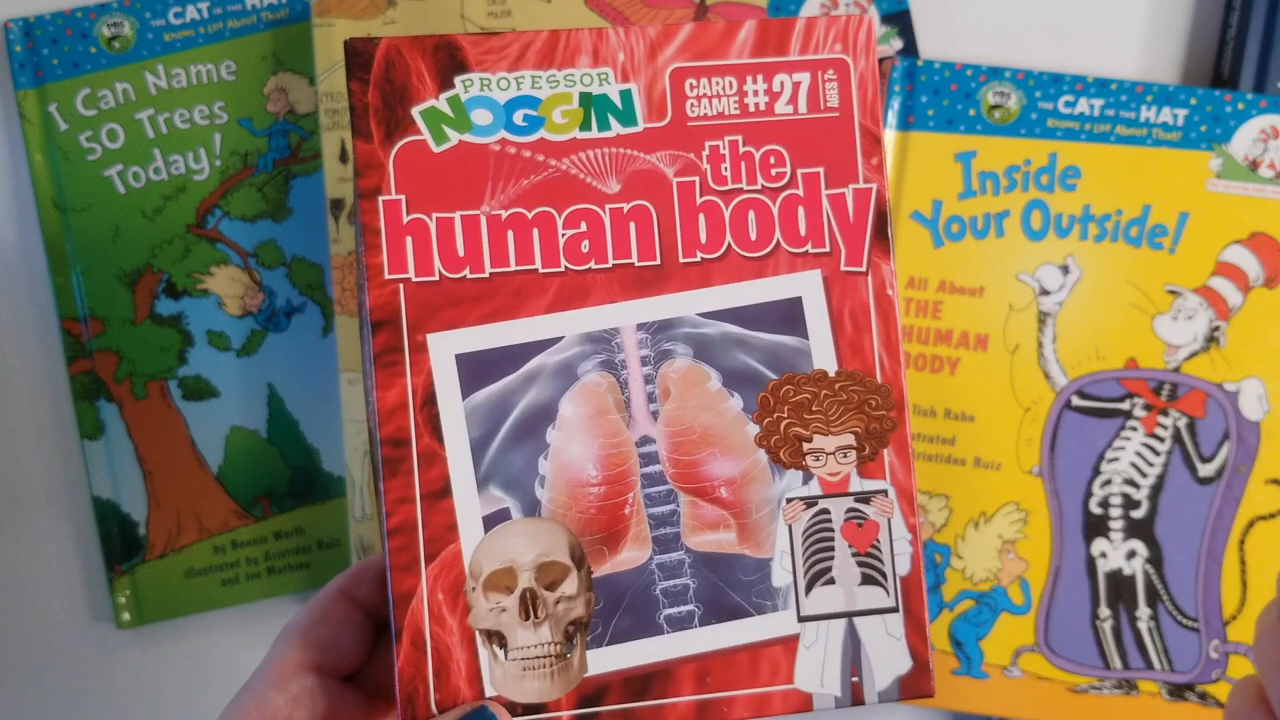 THE CAT IN THE HAT
Knows a Lot About That!
I Can Name
50 Trees
Today!
by Bonnie Worth
illustrated by Aristides Ruiz
and Joe Mathieu
PROFESSOR
NOGGIN
CARD
GAME #27
AGES 7+
the
human body
THE CAT IN THE HAT
Knows a Lot About That!
Inside
Your Outside!
All About
THE
HUMAN
BODY
Tish Rabe
Aristides Ruiz